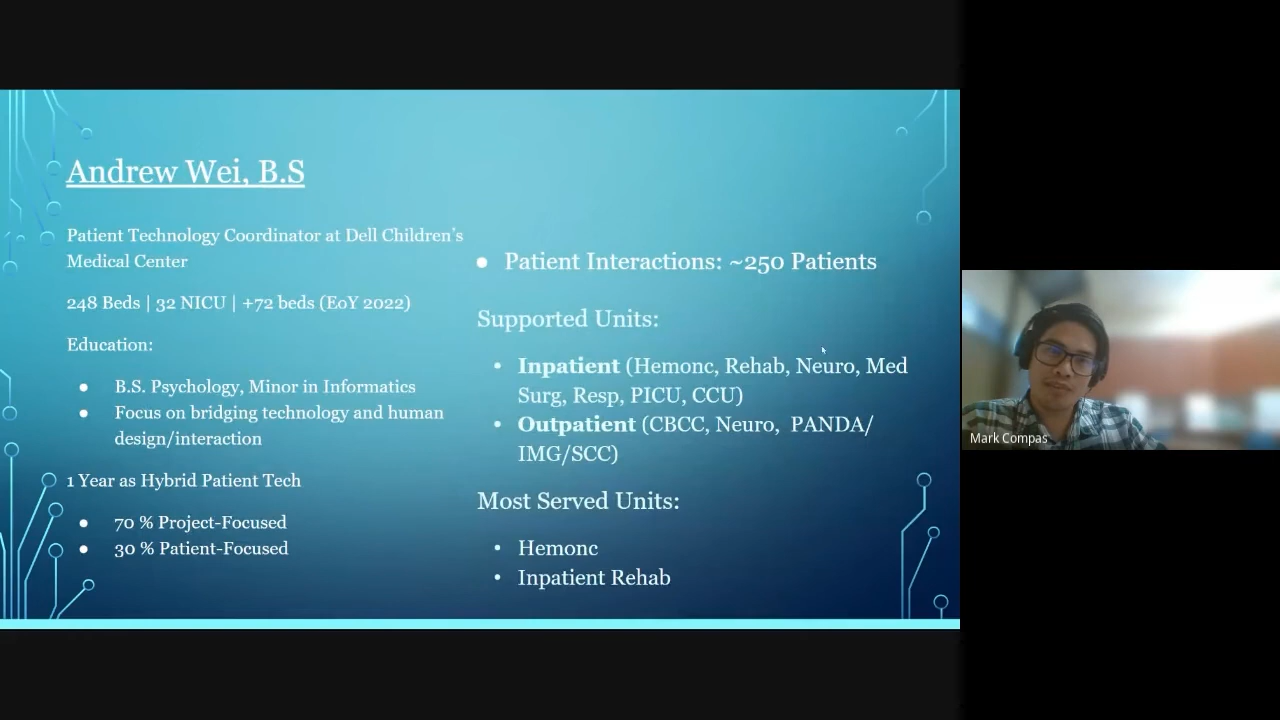 Andrew Wei, B.S
Patient Technology Coordinator at Dell Children's
Medical Center
248 Beds | 32 NICU | +72 beds (EoY 2022)
Education:
● B.S. Psychology, Minor in Informatics
● Focus on bridging technology and human
design/interaction
1 Year as Hybrid Patient Tech
● 70 % Project-Focused
● 30 % Patient-Focused
● Patient Interactions: ~250 Patients
Supported Units:
• Inpatient (Hemonc, Rehab, Neuro, Med
Surg, Resp, PICU, CCU)
• Outpatient (CBCC, Neuro, PANDA/
IMG/SCC)
Most Served Units:
• Hemonc
• Inpatient Rehab
Mark Compas